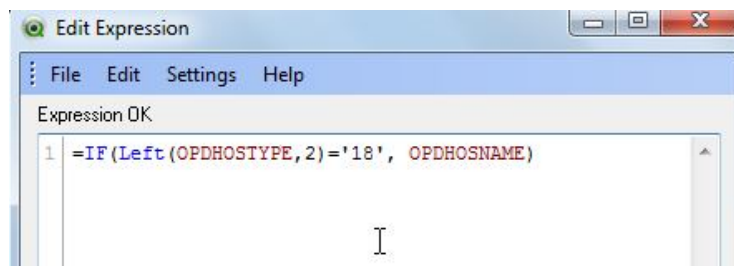 Edit Expression
File Edit Settings Help
Expression OK
1 =IF(Left(OPDHOSTYPE,2)='18', OPDHOSNAME)